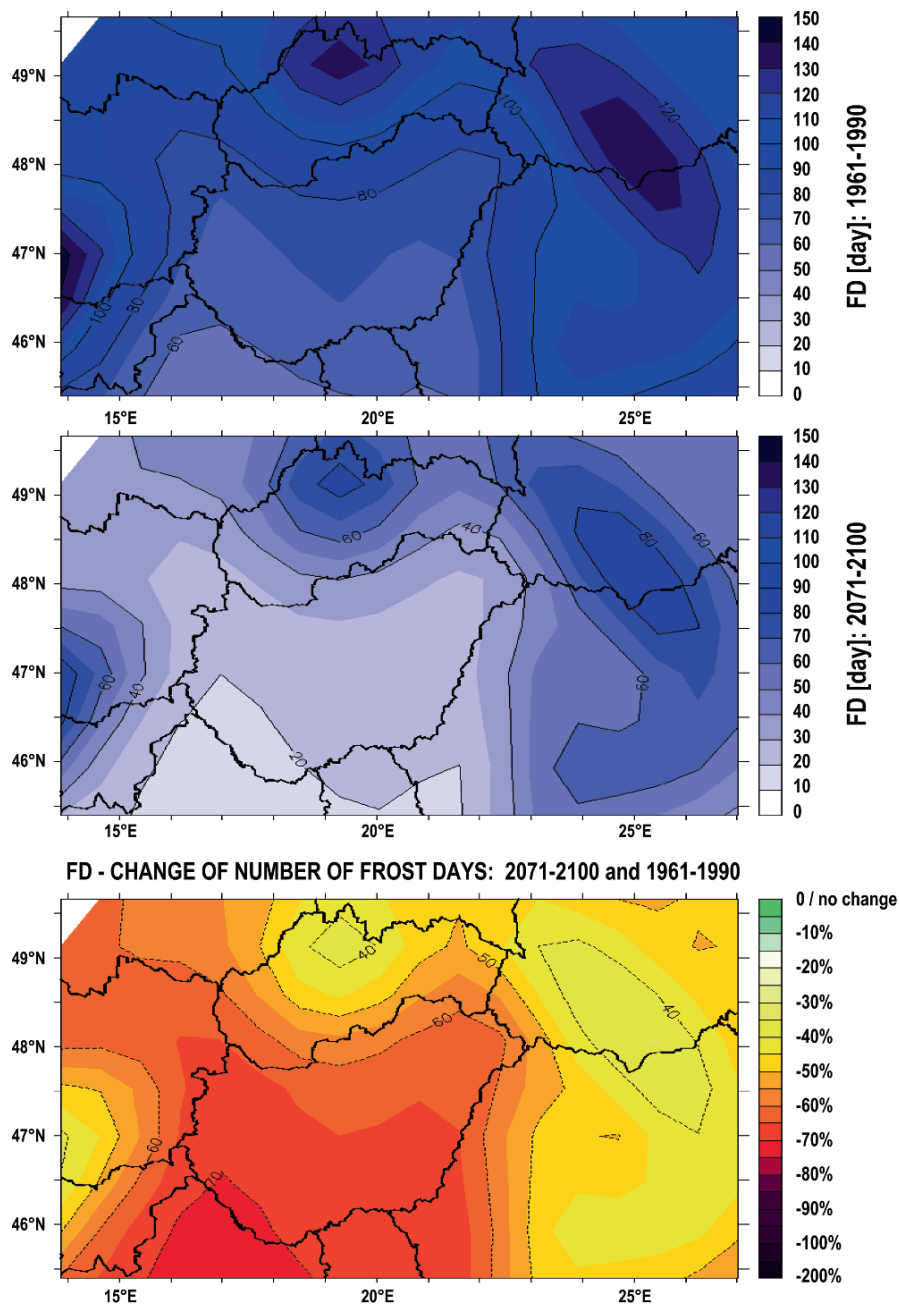 150
140
130
120
110
100
90
80
70
60
50
40
30
20
10
0
FD [day]: 1961-1990
49°N
48°N
47°N
46°N
100
120
80
100
80
60
15°E
20°E
25°E
150
140
130
120
110
100
90
80
70
60
50
40
30
20
10
0
FD [day]: 2071-2100
49°N
48°N
47°N
46°N
60
40
80
60
60
40
60
20
15°E
20°E
25°E
FD - CHANGE OF NUMBER OF FROST DAYS: 2071-2100 and 1961-1990
0 / no change
-10%
-20%
-30%
-40%
-50%
-60%
-70%
-80%
-90%
-100%
-200%
49°N
48°N
47°N
46°N
40
50
40
60
60
70
15°E
20°E
25°E